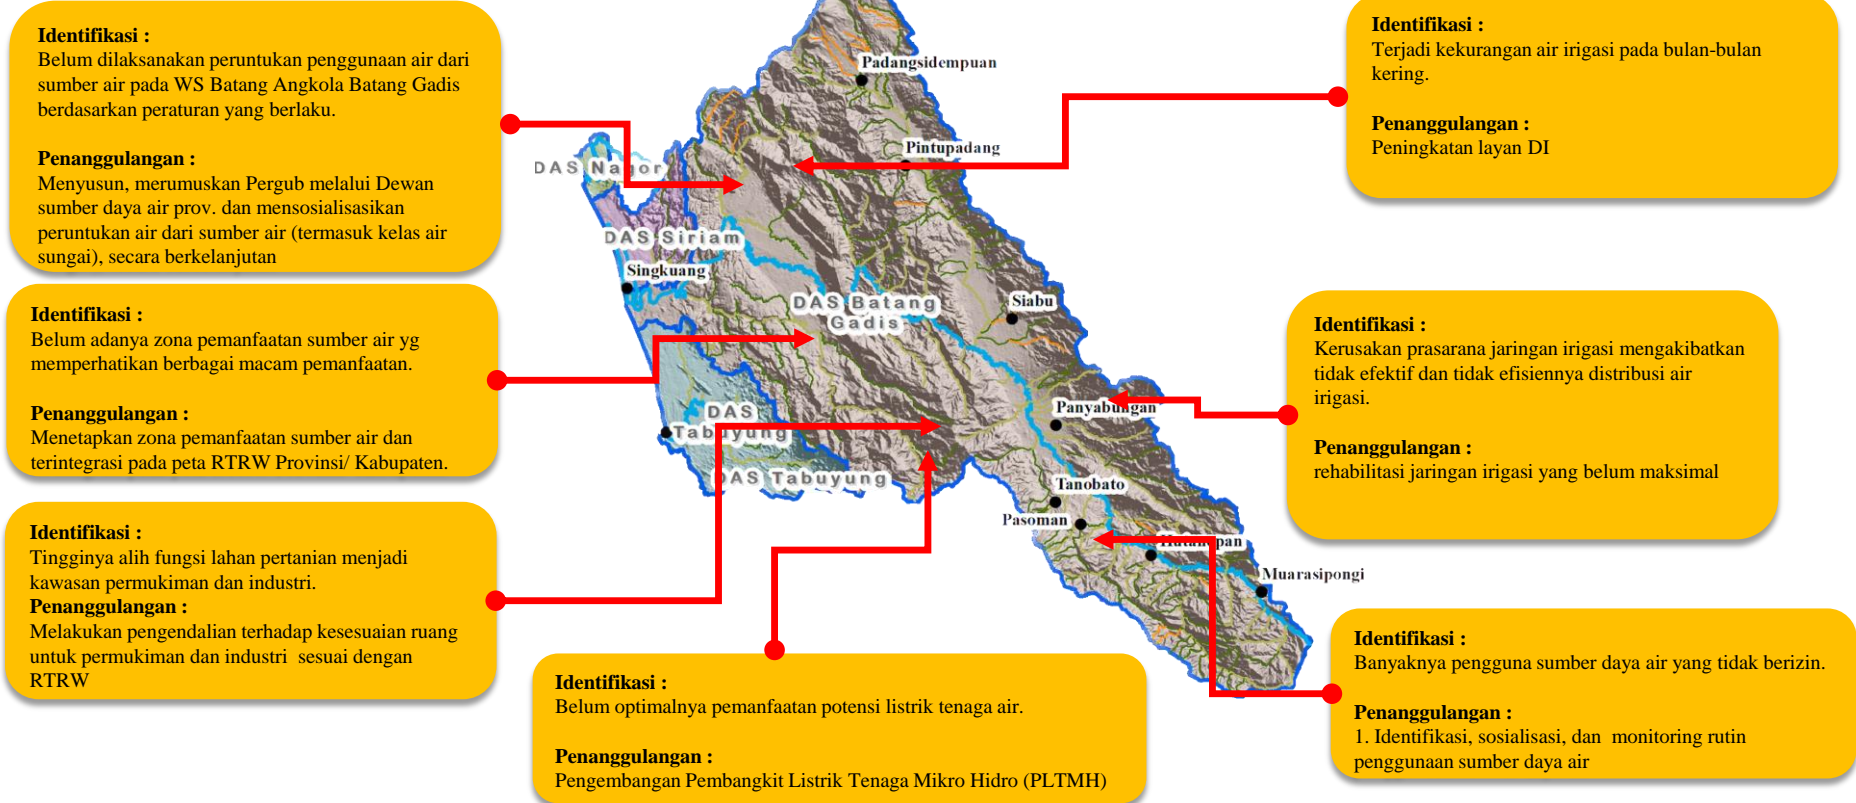 Identifikasi :
Belum dilaksanakan peruntukan penggunaan air dari
sumber air pada WS Batang Angkola Batang Gadis
berdasarkan peraturan yang berlaku.
Penanggulangan :
Menyusun, merumuskan Pergub melalui Dewan
sumber daya air prov. dan mensosialisasikan
peruntukan air dari sumber air (termasuk kelas air
sungai), secara berkelanjutan
Identifikasi :
Belum adanya zona pemanfaatan sumber air yg
memperhatikan berbagai macam pemanfaatan.
Penanggulangan :
Menetapkan zona pemanfaatan sumber air dan
terintegrasi pada peta RTRW Provinsi/ Kabupaten.
Identifikasi :
Tingginya alih fungsi lahan pertanian menjadi
kawasan permukiman dan industri.
Penanggulangan :
Melakukan pengendalian terhadap kesesuaian ruang
untuk permukiman dan industri sesuai dengan
RTRW
Padangsidempuan
Pintupadang
DAS Nagor
DAS Siriam
Singkuang
DAS Batang
Gadis
Siabu
DAS
Tabuyung
DAS Tabuyung
Panyabungan
Tanobato
Pasoman
Hutanopan
Muarasipongi
Identifikasi :
Belum optimalnya pemanfaatan potensi listrik tenaga air.
Penanggulangan :
Pengembangan Pembangkit Listrik Tenaga Mikro Hidro (PLTMH)
Identifikasi :
Terjadi kekurangan air irigasi pada bulan-bulan
kering.
Penanggulangan :
Peningkatan layan DI
Identifikasi :
Kerusakan prasarana jaringan irigasi mengakibatkan
tidak efektif dan tidak efisiennya distribusi air
irigasi.
Penanggulangan :
rehabilitasi jaringan irigasi yang belum maksimal
Identifikasi :
Banyaknya pengguna sumber daya air yang tidak berizin.
Penanggulangan :
1. Identifikasi, sosialisasi, dan monitoring rutin
penggunaan sumber daya air